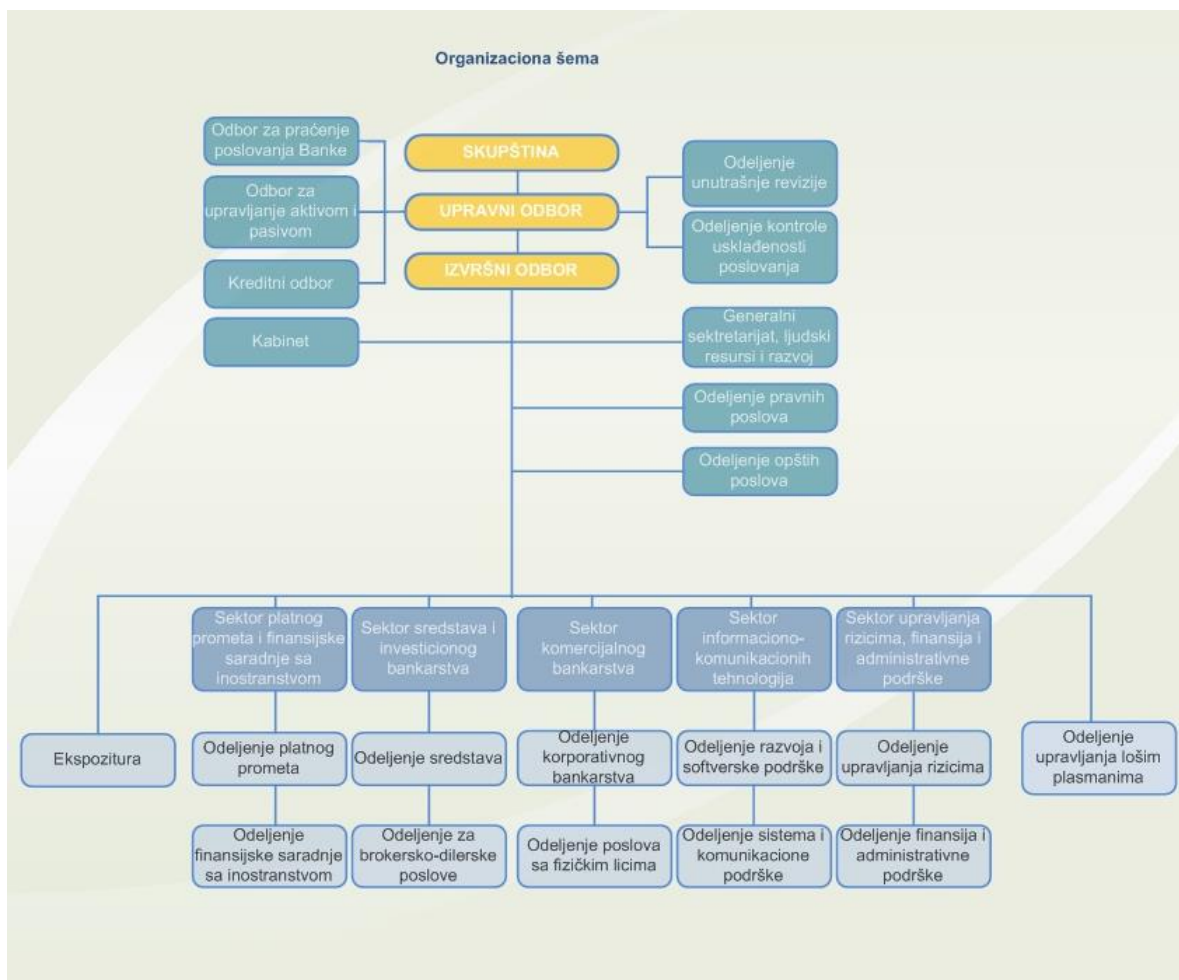 Organizaciona šema
Odbor za praćenje
poslovanja Banke
SKUPŠTINA
Odeljenje
unutrašnje revizije
Odbor za
upravljanje aktivom i
pasivom
UPRAVNI ODBOR
Odeljenje kontrole
usklađenosti
poslovanja
Kreditni odbor
IZVRŠNI ODBOR
Kabinet
Generalni
sektretarijat, ljudski
resursi i razvoj
Odeljenje pravnih
poslova
Odeljenje opštih
poslova
Sektor platnog
prometa i finansijske
saradnje sa
inostranstvom
Sektor sredstava i
investicionog
bankarstva
Sektor
komercijalnog
bankarstva
Sektor
informaciono-
komunikacionih
tehnologija
Sektor upravljanja
rizicima, finansija i
administrativne
podrške
Ekspozitura
Odeljenje platnog
prometa
Odeljenje sredstava
Odeljenje
korporativnog
bankarstva
Odeljenje razvoja i
softverske podrške
Odeljenje
upravljanja rizicima
Odeljenje
upravljanja lošim
plasmanima
Odeljenje
finansijske saradnje
sa inostranstvom
Odeljenje za
brokersko-dilerske
poslove
Odeljenje poslova
sa fizičkim licima
Odeljenje sistema i
komunikacione
podrške
Odeljenje finansija i
administrativne
podrške